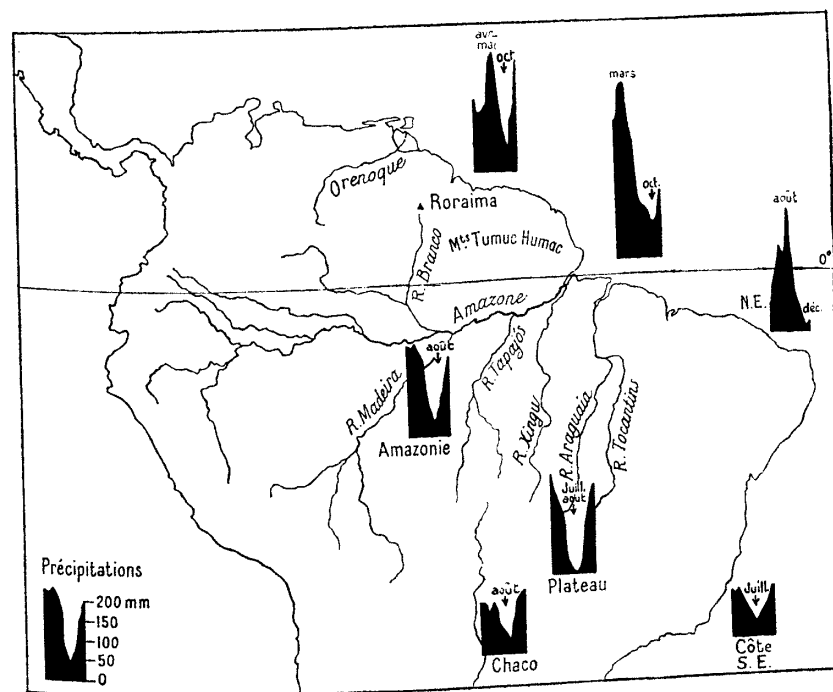 avr.-
mai
oct.
mars
oct.
août
0°
Orenoque
Roraima
Mts Tumuc Humac
R. Branco
Amazone
N.E.
déc.
août
R. Tapajós
R. Madeira
R. Xingu
R. Araguaia
R. Tocantins
Amazonie
Juill.
août
Plateau
Précipitations
200 mm
150
100
50
0
août
Chaco
Juill.
Côte
S.E.